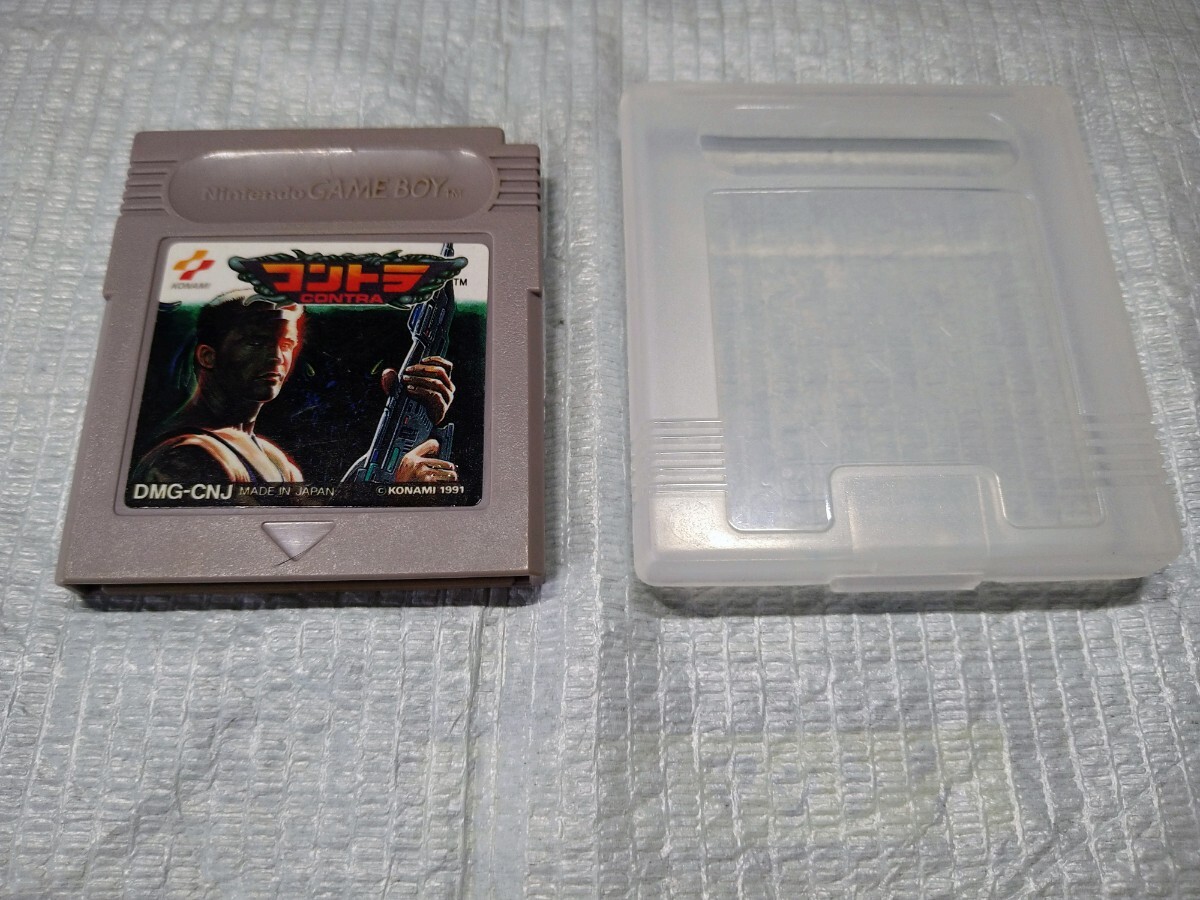 Nintendo GAME BOY TM
KONAMI
コントラ
CONTRA
TM
DMG-CNJ MADE IN JAPAN © KONAMI 1991